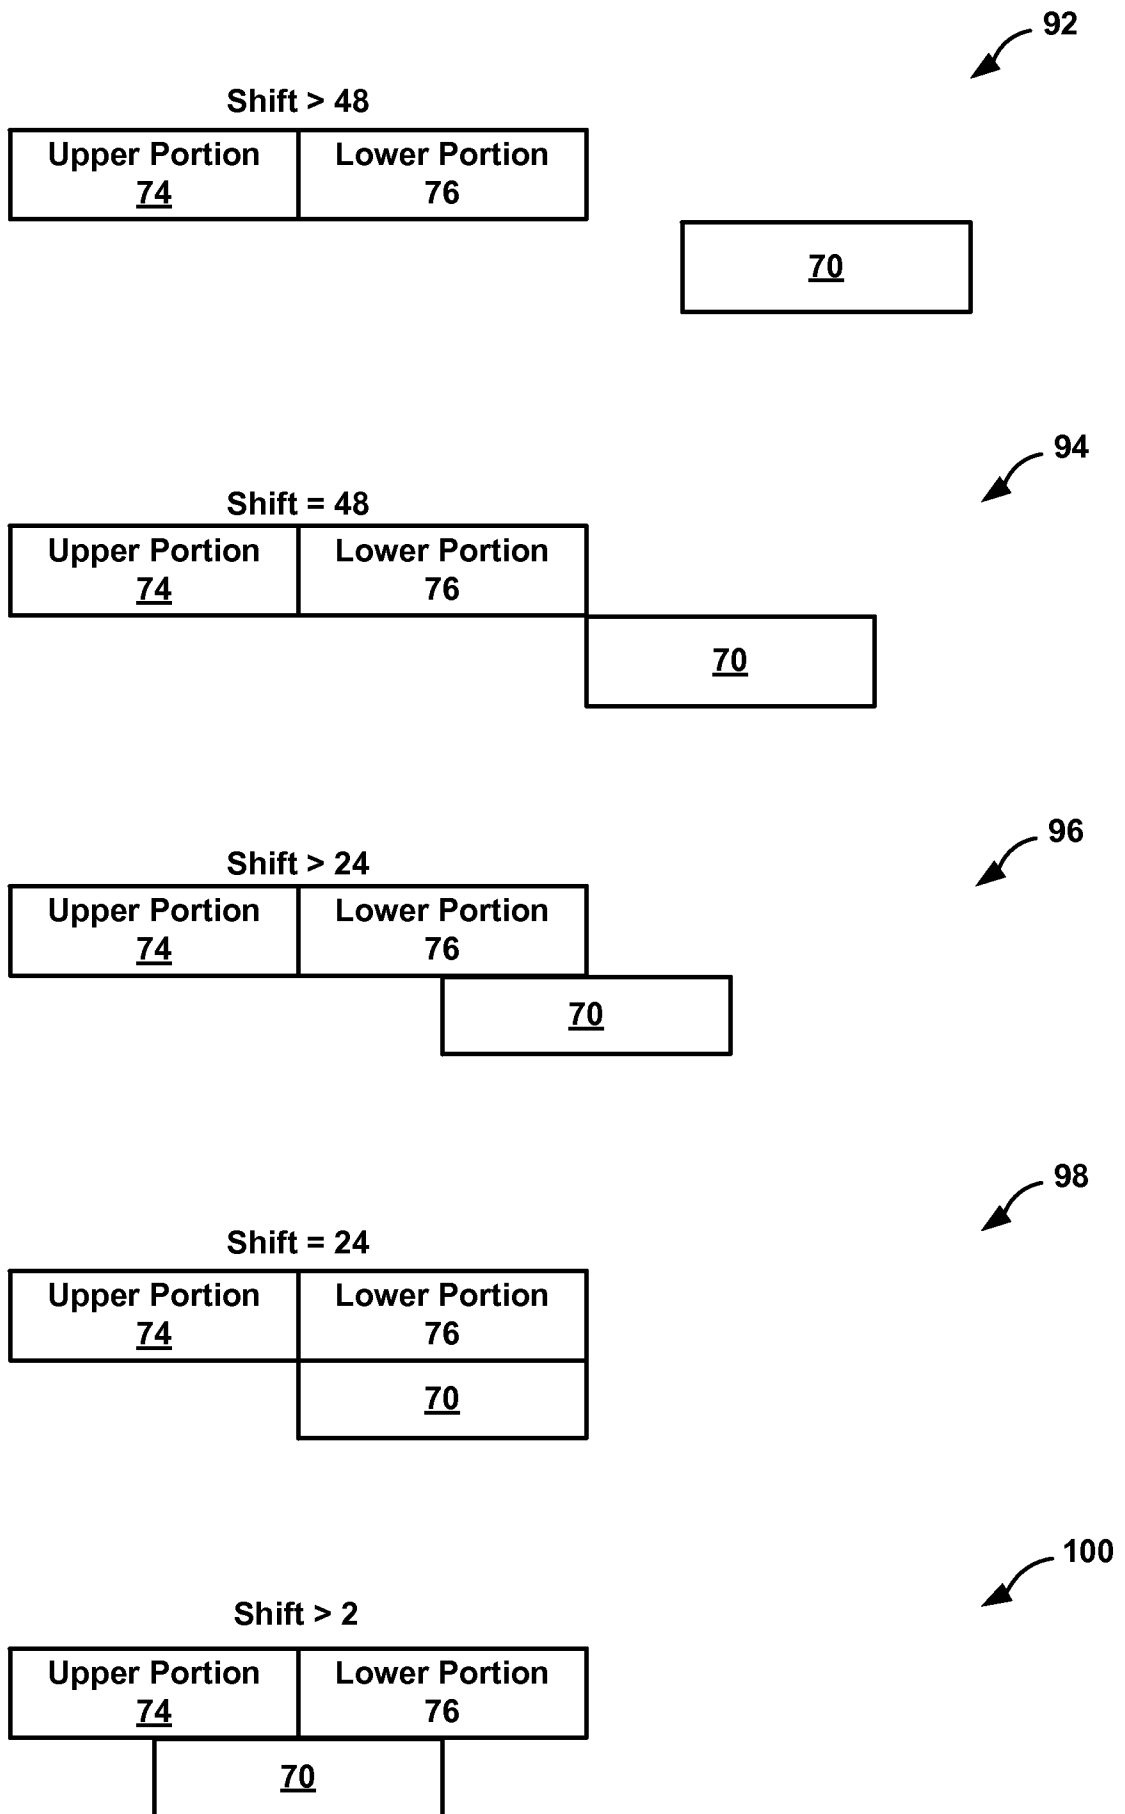 92
Shift > 48
Upper Portion Lower Portion
74 76
70
94
Shift = 48
Upper Portion Lower Portion
74 76
70
96
Shift > 24
Upper Portion Lower Portion
74 76
70
98
Shift = 24
Upper Portion Lower Portion
74 76
70
100
Shift > 2
Upper Portion Lower Portion
74 76
70